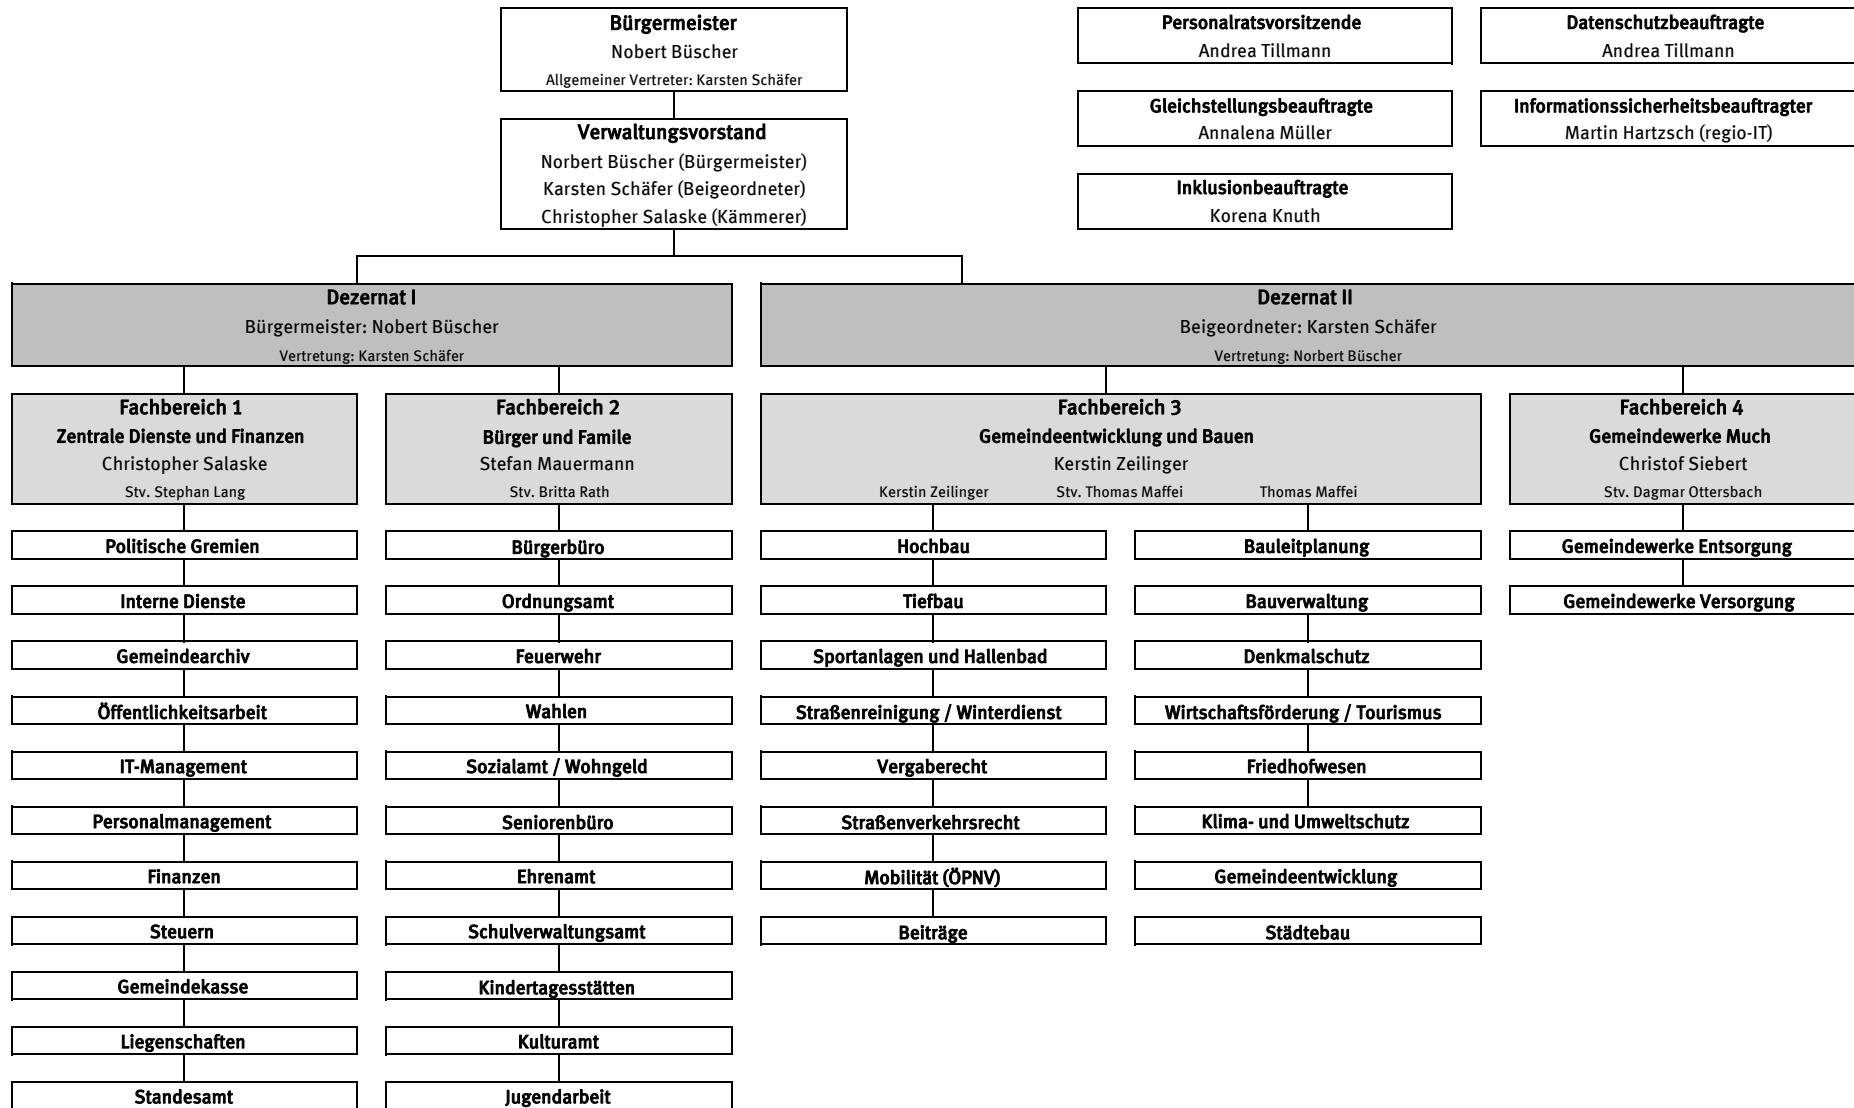 Bürgermeister
Nobert Büscher
Allgemeiner Vertreter: Karsten Schäfer
Personalratsvorsitzende
Andrea Tillmann
Datenschutzbeauftragte
Andrea Tillmann
Gleichstellungsbeauftragte
Annalena Müller
Informationssicherheitsbeauftragter
Martin Hartzsch (regio-IT)
Inklusionbeauftragte
Korena Knuth
Verwaltungsvorstand
Norbert Büscher (Bürgermeister)
Karsten Schäfer (Beigeordneter)
Christopher Salaske (Kämmerer)
Dezernat I
Bürgermeister: Nobert Büscher
Vertretung: Karsten Schäfer
Dezernat II
Beigeordneter: Karsten Schäfer
Vertretung: Norbert Büscher
Fachbereich 1
Zentrale Dienste und Finanzen
Christopher Salaske
Stv. Stephan Lang
Politische Gremien
Interne Dienste
Gemeindearchiv
Öffentlichkeitsarbeit
IT-Management
Personalmanagement
Finanzen
Steuern
Gemeindekasse
Liegenschaften
Standesamt
Fachbereich 2
Bürger und Famile
Stefan Mauermann
Stv. Britta Rath
Bürgerbüro
Ordnungsamt
Feuerwehr
Wahlen
Sozialamt / Wohngeld
Seniorenbüro
Ehrenamt
Schulverwaltungsamt
Kindertagesstätten
Kulturamt
Jugendarbeit
Fachbereich 3
Gemeindeentwicklung und Bauen
Kerstin Zeilinger
Kerstin Zeilinger Stv. Thomas Maffei Thomas Maffei
Hochbau
Tiefbau
Sportanlagen und Hallenbad
Straßenreinigung / Winterdienst
Vergaberecht
Straßenverkehrsrecht
Mobilität (ÖPNV)
Beiträge
Bauleitplanung
Bauverwaltung
Denkmalschutz
Wirtschaftsförderung / Tourismus
Friedhofwesen
Klima- und Umweltschutz
Gemeindeentwicklung
Städtebau
Fachbereich 4
Gemeindewerke Much
Christof Siebert
Stv. Dagmar Ottersbach
Gemeindewerke Entsorgung
Gemeindewerke Versorgung